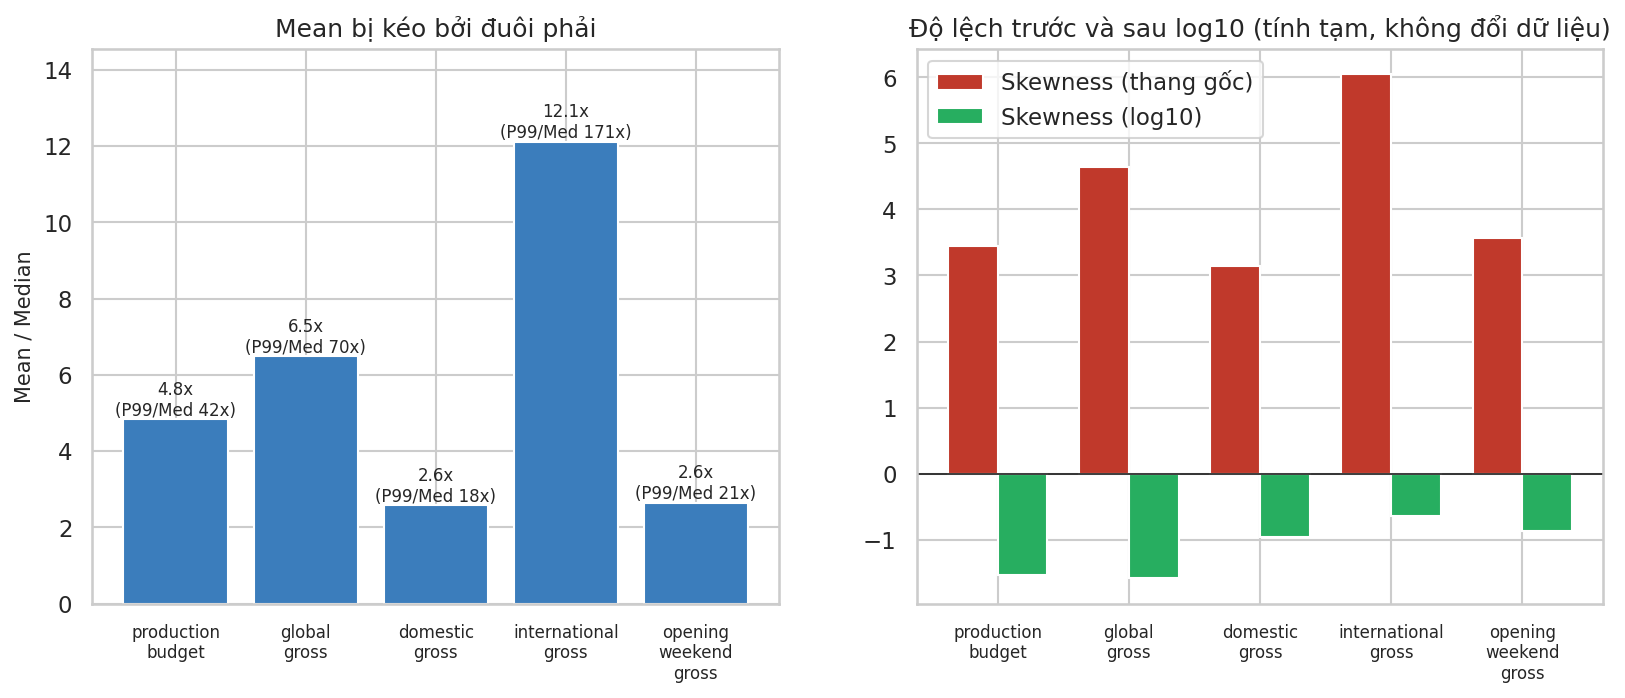 Mean bị kéo bởi đuôi phải
Mean / Median
14
12
10
8
6
4
2
0
4.8x
(P99/Med 42x)
6.5x
(P99/Med 70x)
2.6x
(P99/Med 18x)
12.1x
(P99/Med 171x)
2.6x
(P99/Med 21x)
production
budget
global
gross
domestic
gross
international
gross
opening
weekend
gross
Độ lệch trước và sau log10 (tính tạm, không đổi dữ liệu)
Skewness (thang gốc)
Skewness (log10)
6
5
4
3
2
1
0
−1
production
budget
global
gross
domestic
gross
international
gross
opening
weekend
gross